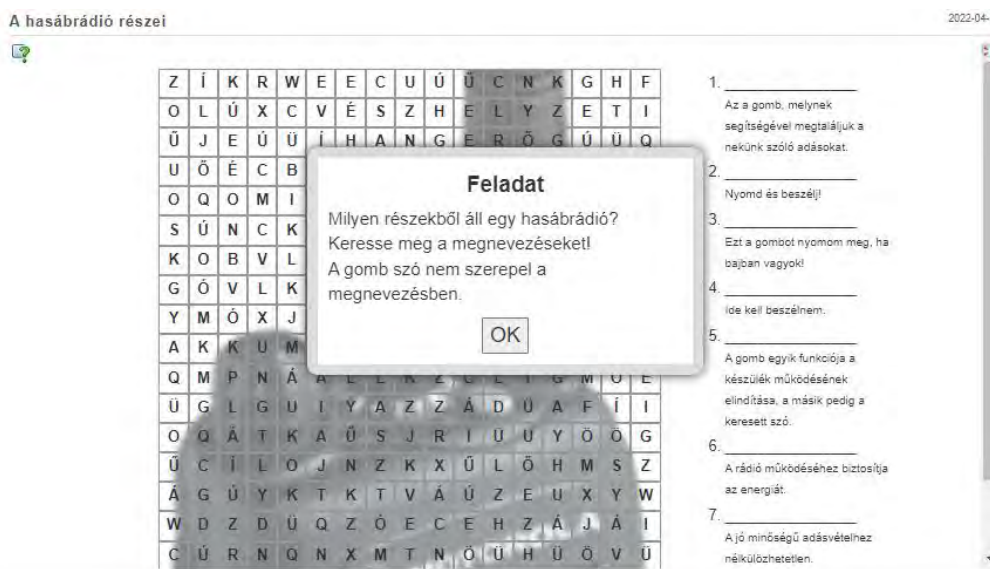 A hasábrádió részei
2022-04-
Z Í K R W E E C U Ú Ű C N K G H F
O L Ú X C V É S Z H E L Y Z E T I
Ű J E Ú Ü Í H A N G E R Ő G Ú Ü Q
U Ő É C B
O Q O M I
S Ú N C K
K O B V L
G Ó V L K
Y M Ó X J
A K K U M
Q M P N Á
Ü G L G U I Y A Z Z Á D U A F Í I
O Q Á T K A Ű S J R I Ü U Y Ö Ö G
Ű C Í L O J N Z K X Ű L Ő H M S Z
Á G Ú Y K T K T V Á Ú Z E U X Y W
W D Z D Ü Q Z Ó E C E H Z Á J Á I
C Ú R N Q N X M T N Ö Ü H Ü Ö V Ü
Feladat
Milyen részekből áll egy hasábrádió?
Keresse meg a megnevezéseket!
A gomb szó nem szerepel a
megnevezésben.
OK
1.
Az a gomb, melynek
segítségével megtaláljuk a
nekünk szóló adásokat.
2.
Nyomd és beszélj!
3.
Ezt a gombot nyomom meg, ha
bajban vagyok!
4.
Ide kell beszélnem.
5.
A gomb egyik funkciója a
készülék működésének
elindítása, a másik pedig a
keresett szó.
6.
A rádió működéséhez biztosítja
az energiát.
7.
A jó minőségű adásvételhez
nélkülözhetetlen.